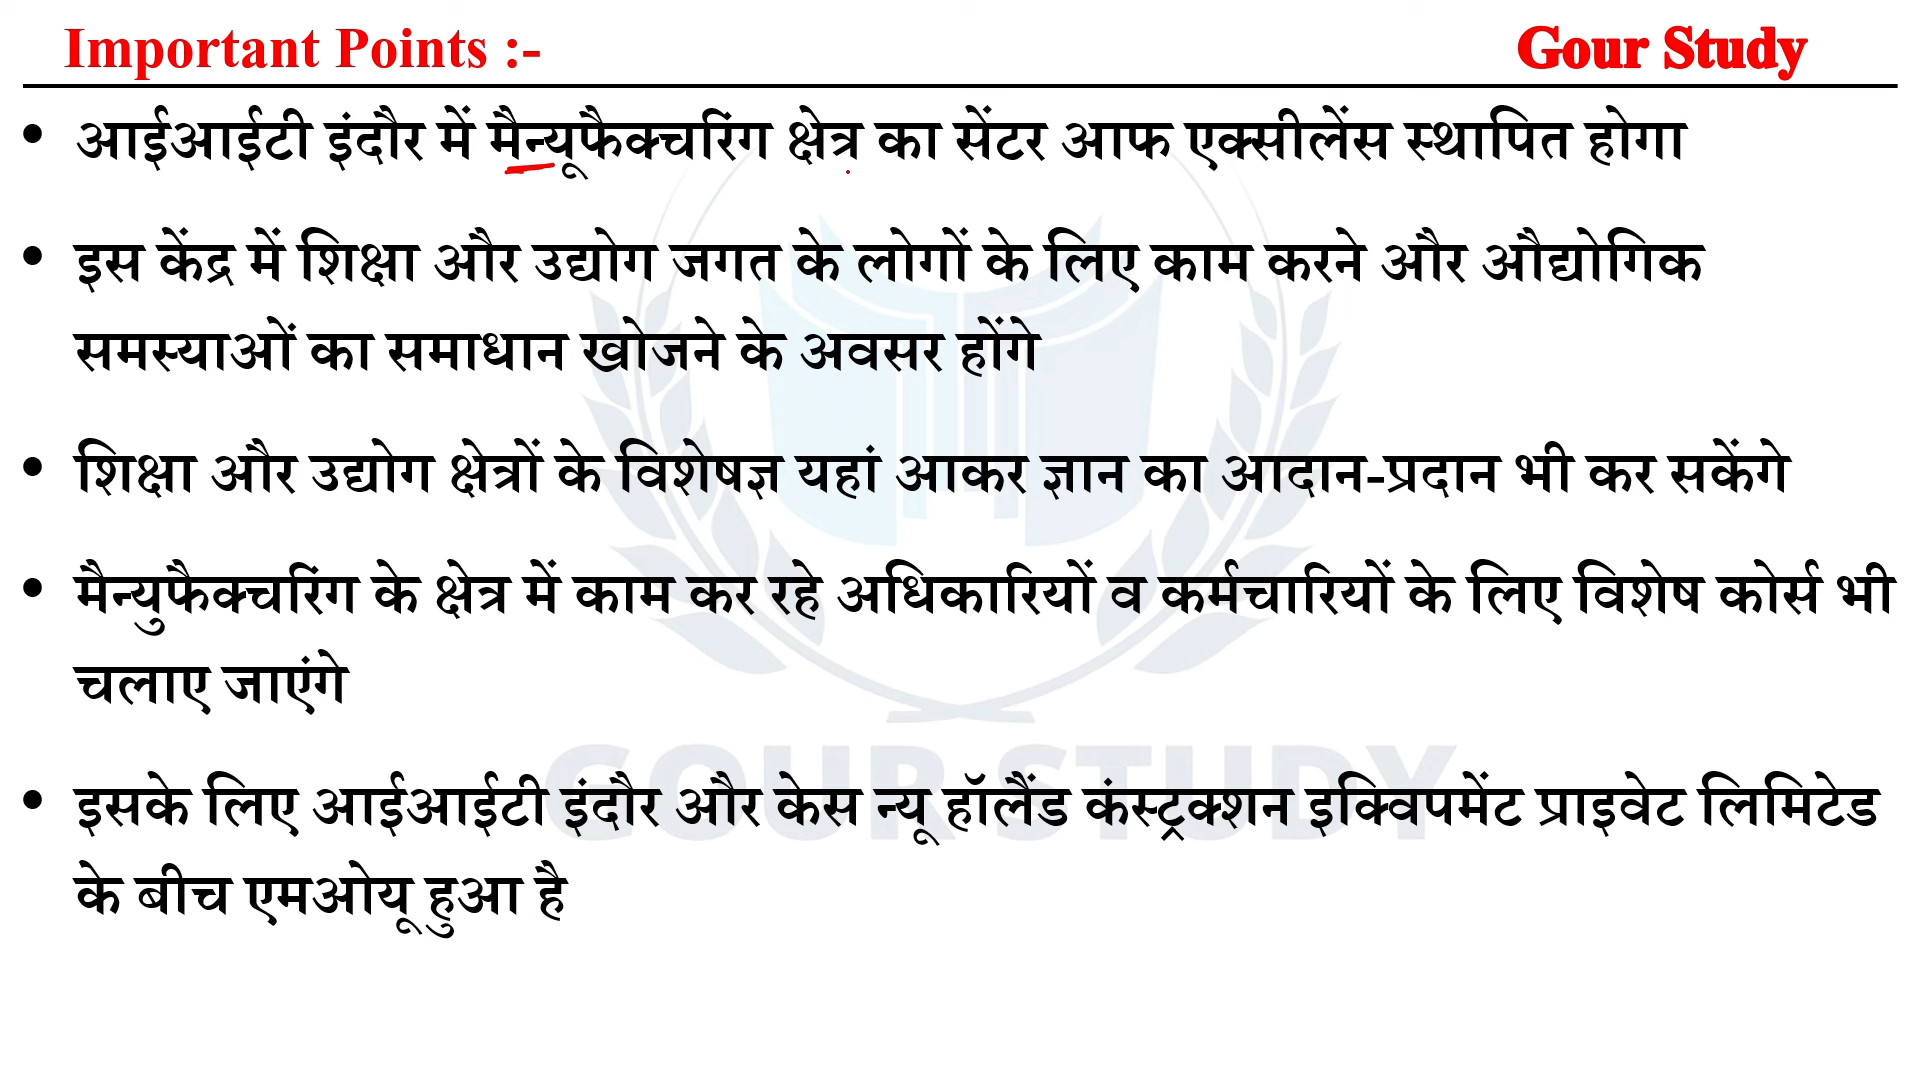 Important Points :-
Gour Study
• आईआईटी इंदौर में मैन्यूफैक्चरिंग क्षेत्र का सेंटर आफ एक्सीलेंस स्थापित होगा
• इस केंद्र में शिक्षा और उद्योग जगत के लोगों के लिए काम करने और औद्योगिक
समस्याओं का समाधान खोजने के अवसर होंगे
• शिक्षा और उद्योग क्षेत्रों के विशेषज्ञ यहां आकर ज्ञान का आदान-प्रदान भी कर सकेंगे
• मैन्युफैक्चरिंग के क्षेत्र में काम कर रहे अधिकारियों व कर्मचारियों के लिए विशेष कोर्स भी
चलाए जाएंगे
• इसके लिए आईआईटी इंदौर और केस न्यू हॉलैंड कंस्ट्रक्शन इक्विपमेंट प्राइवेट लिमिटेड
के बीच एमओयू हुआ है
GOUR STUDY